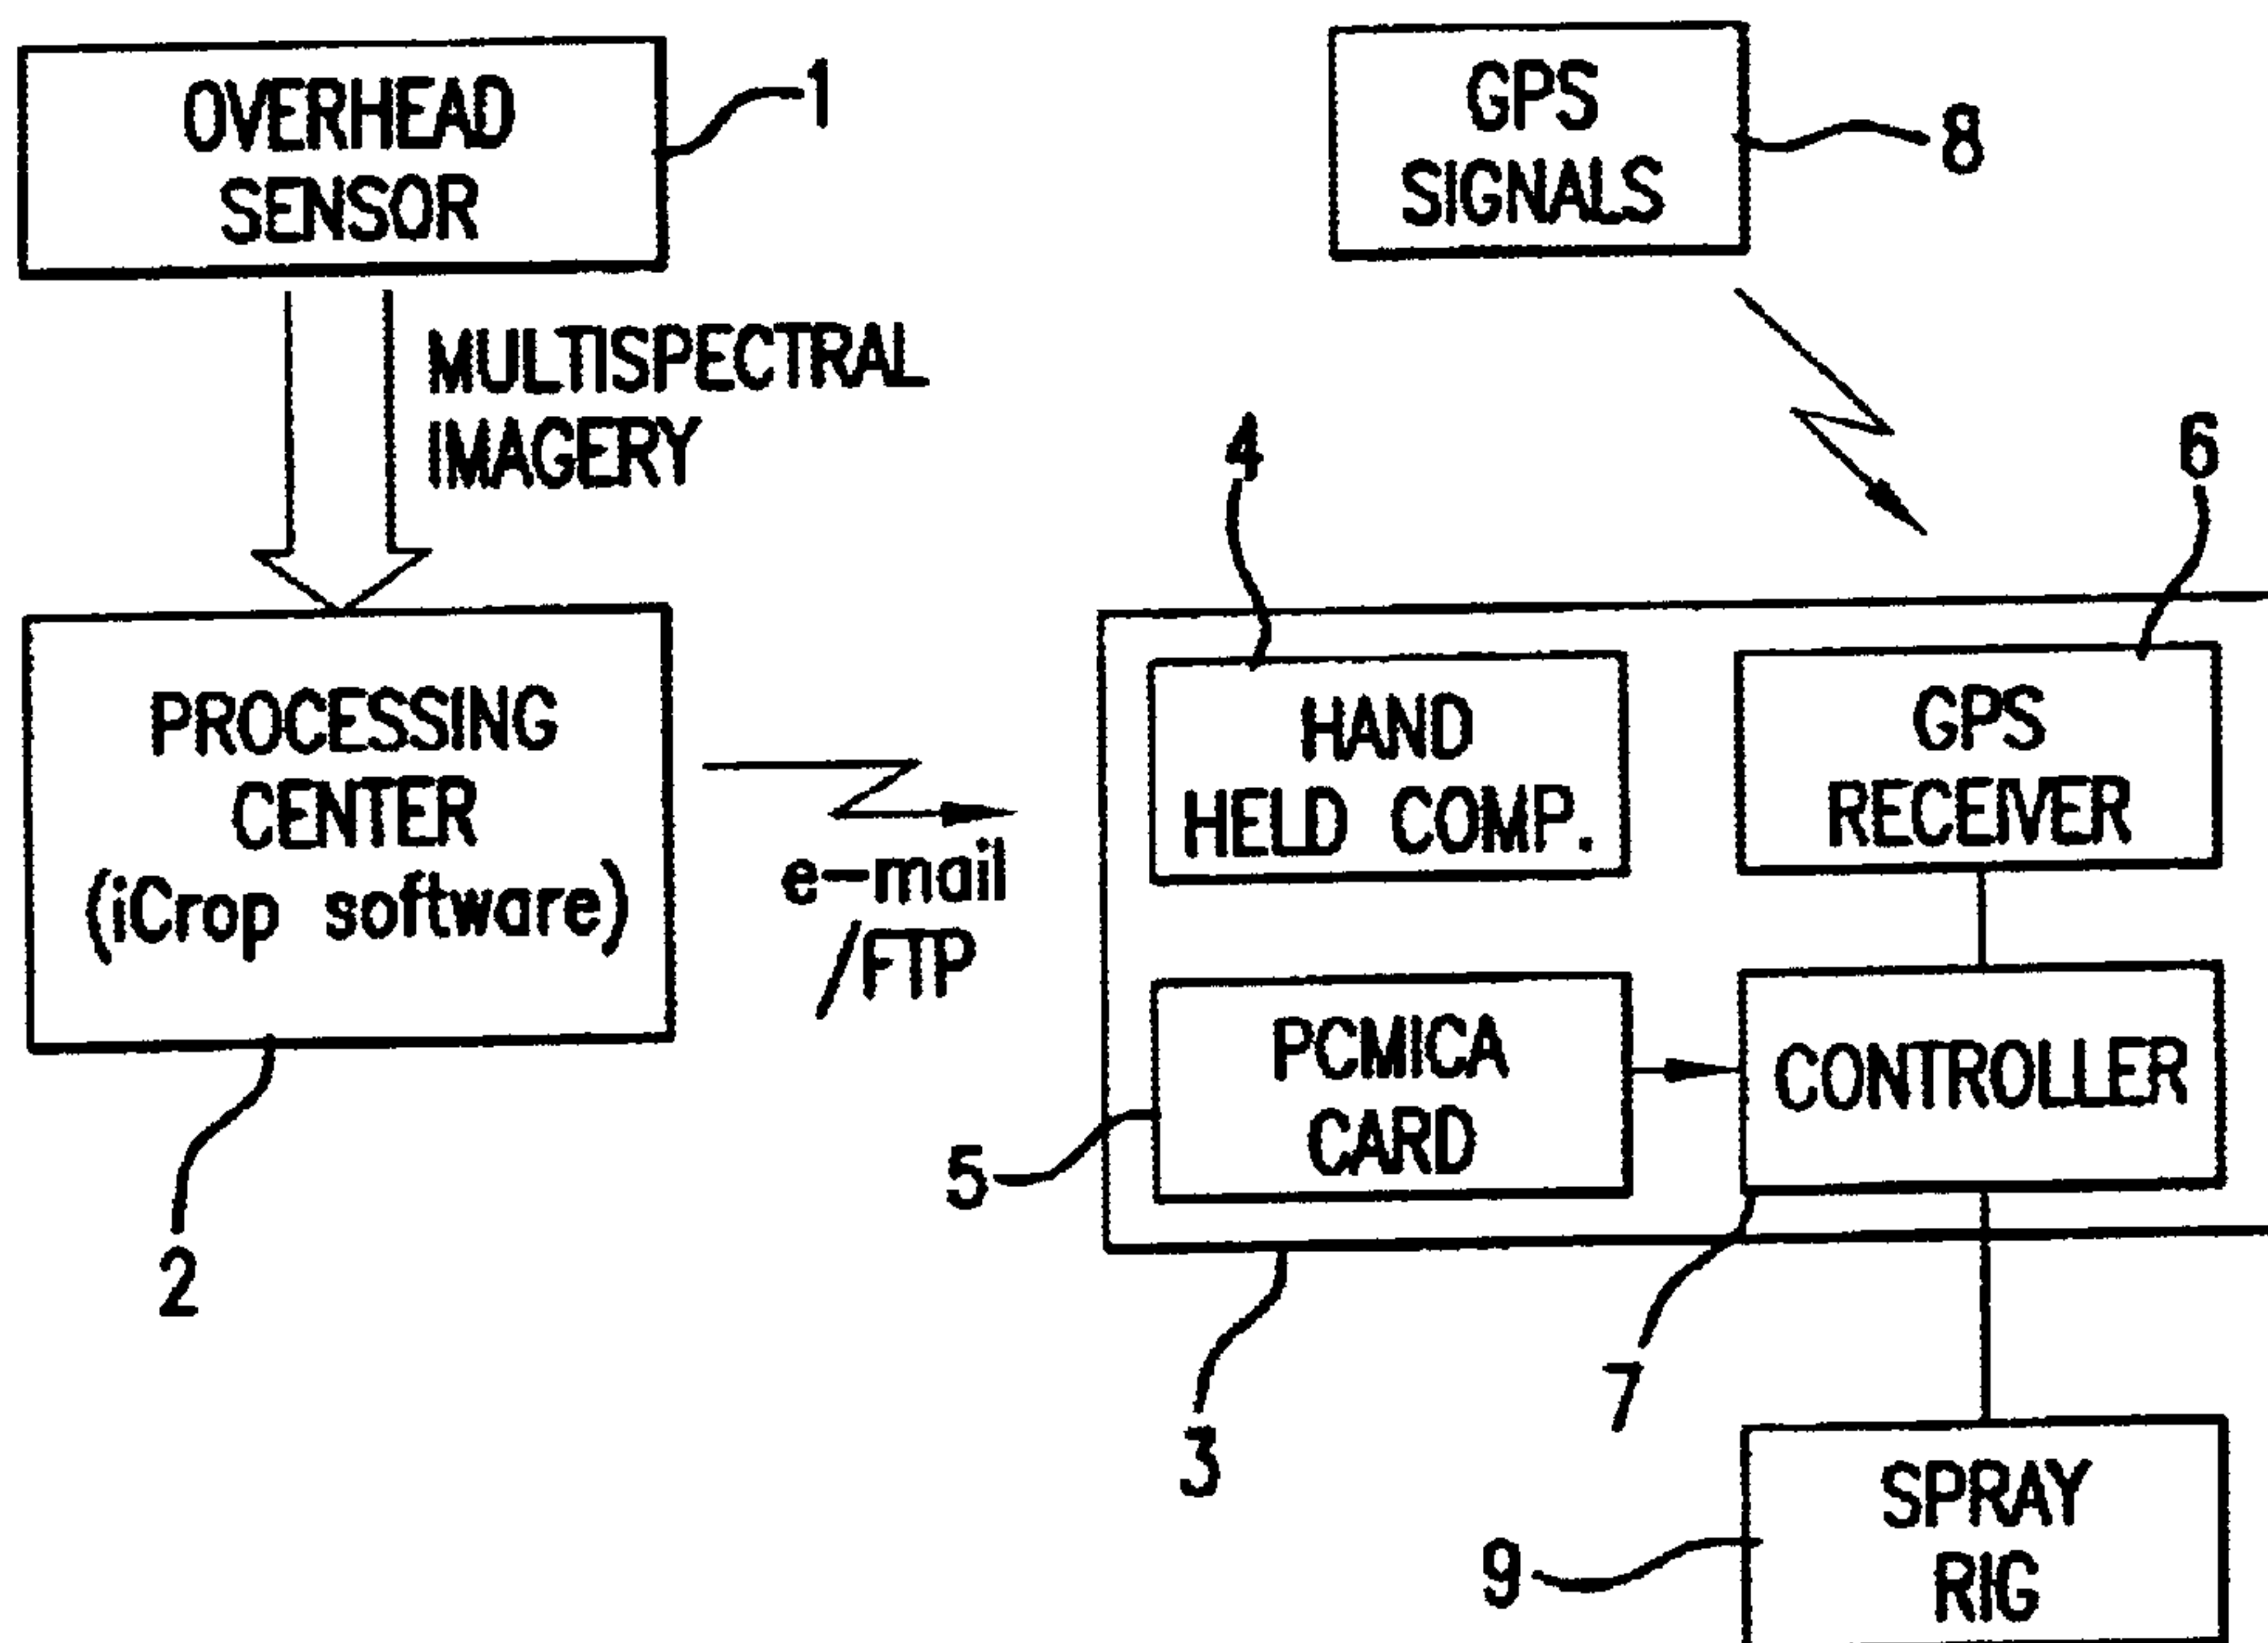 OVERHEAD
SENSOR
1
GPS
SIGNALS
8
MULTISPECTRAL
IMAGERY
4
6
PROCESSING
CENTER
(iCrop software)
2
e-mail
/FTP
HAND
HELD COMP.
GPS
RECEIVER
PCMICA
CARD
CONTROLLER
5
3
7
SPRAY
RIG
9